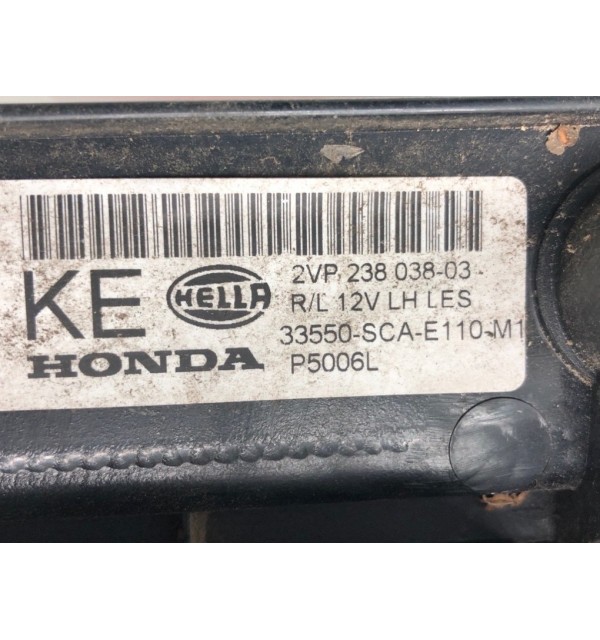 KE
HELLA
HONDA
2VP 238 038-03
R/L 12V LH LES
33550-SCA-E110-M1
P5006L